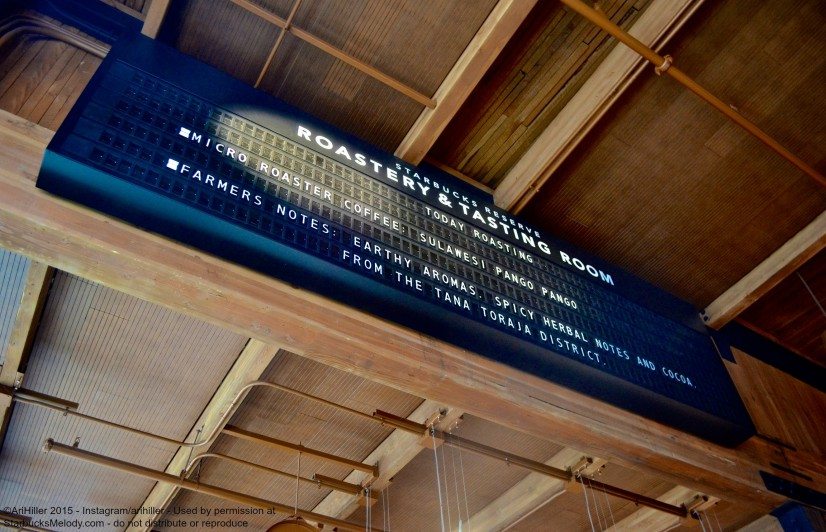 STARBUCKS RESERVE
ROASTERY & TASTING ROOM
TODAY ROASTING
MICRO ROASTER COFFEE: SULAWESI PANGO PANGO
FARMERS NOTES: EARTHY AROMAS. SPICY HERBAL NOTES AND COCOA.
FROM THE TANA TORAJA DISTRICT.
©AriHiller 2015 - Instagram/arihiller - Used by permission at
StarbucksMelody.com - do not distribute or reproduce